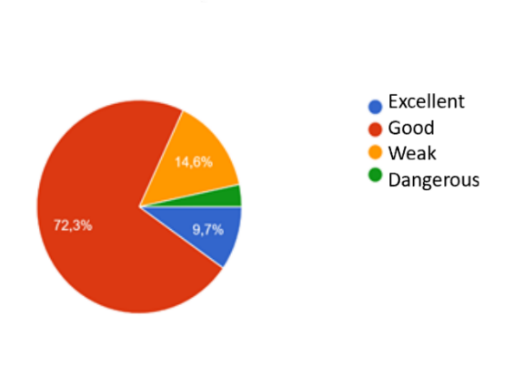 Excellent
Good
Weak
Dangerous
14,6%
72,3%
9,7%